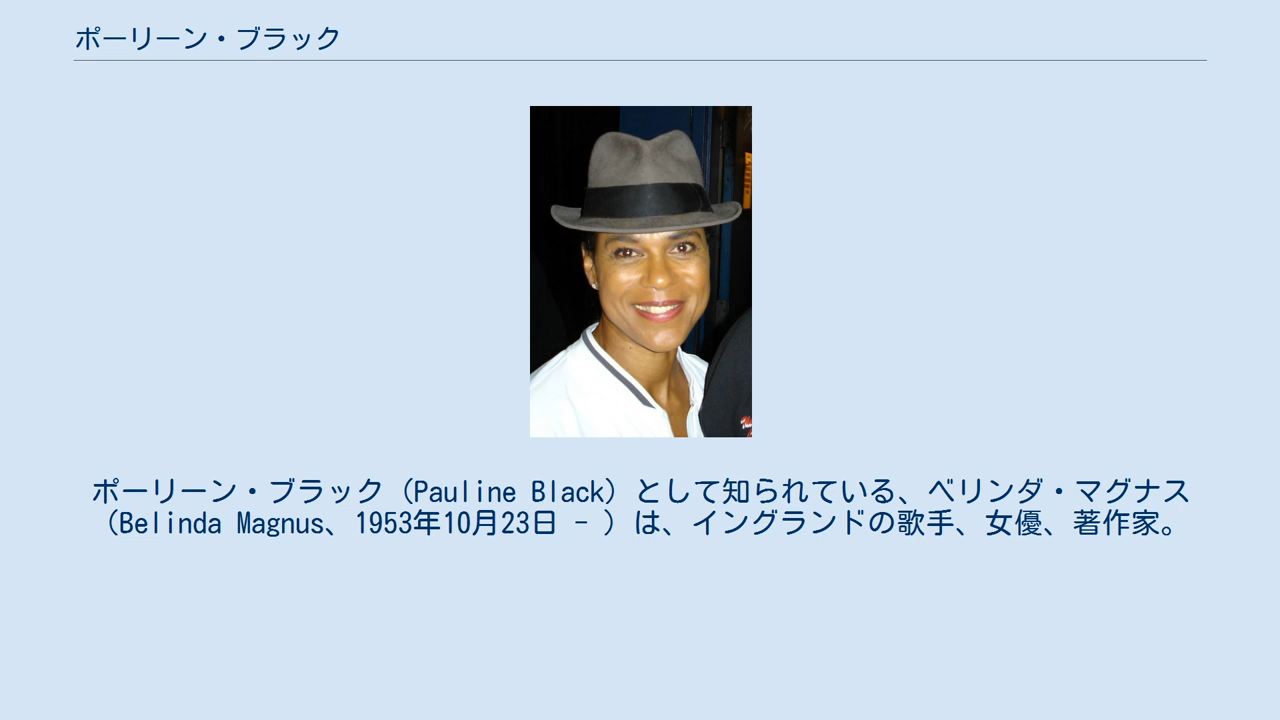 ポーリーン・ブラック
ポーリーン・ブラック（Pauline Black）として知られている、ベリンダ・マグナス
（Belinda Magnus、1953年10月23日 - ）は、イングランドの歌手、女優、著作家。